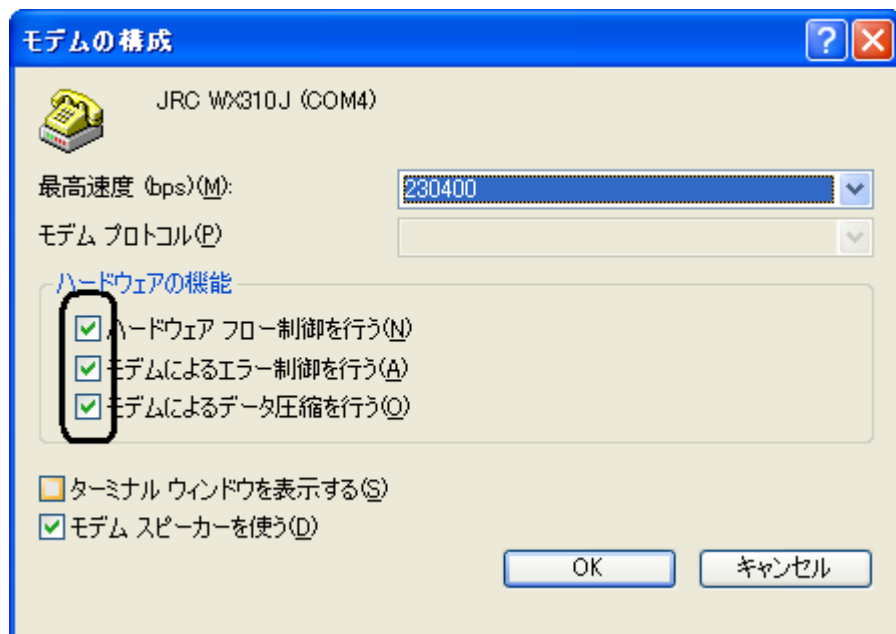 モデムの構成
JRC WX310J (COM4)
最高速度 (bps)(M): 230400
モデム プロトコル(P)
ハードウェアの機能
ハードウェア フロー制御を行う(N)
モデムによるエラー制御を行う(A)
モデムによるデータ圧縮を行う(O)
ターミナル ウィンドウを表示する(S)
モデム スピーカーを使う(D)
OK キャンセル